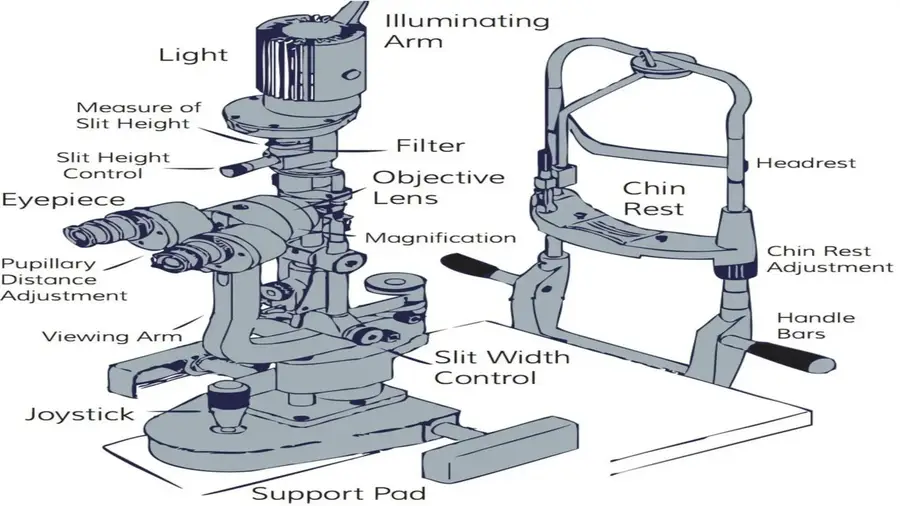 Illuminating
Arm
Light
Measure of
Slit Height
Filter
Slit Height
Control
Headrest
Objective
Lens
Chin
Rest
Eyepiece
Magnification
Pupillary
Distance
Adjustment
Chin Rest
Adjustment
Viewing Arm
Handle
Bars
Slit Width
Control
Joystick
Support Pad